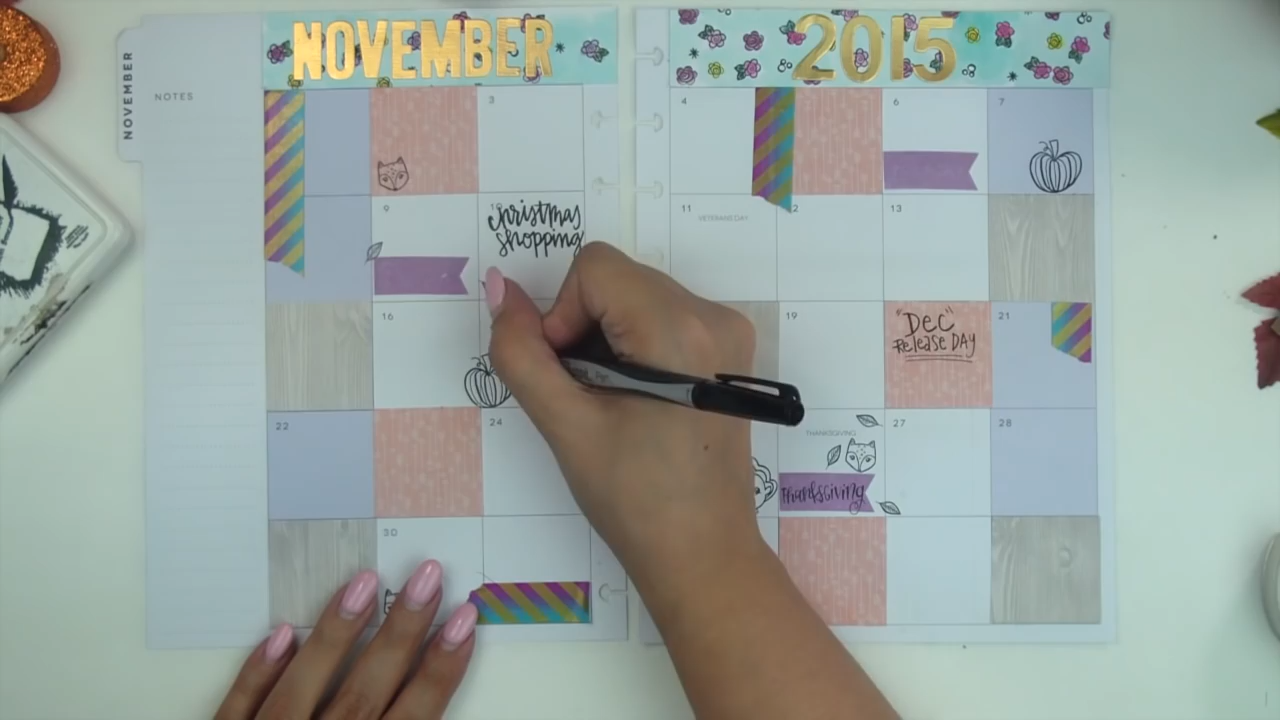 NOVEMBER
2015
NOVEMBER
NOTES
3
4
6
7
9
10
christmas
shopping
11
VETERANS DAY
12
13
16
19
"DEC"
Release DAY
21
22
24
THANKSGIVING
thanksgiving
27
28
30